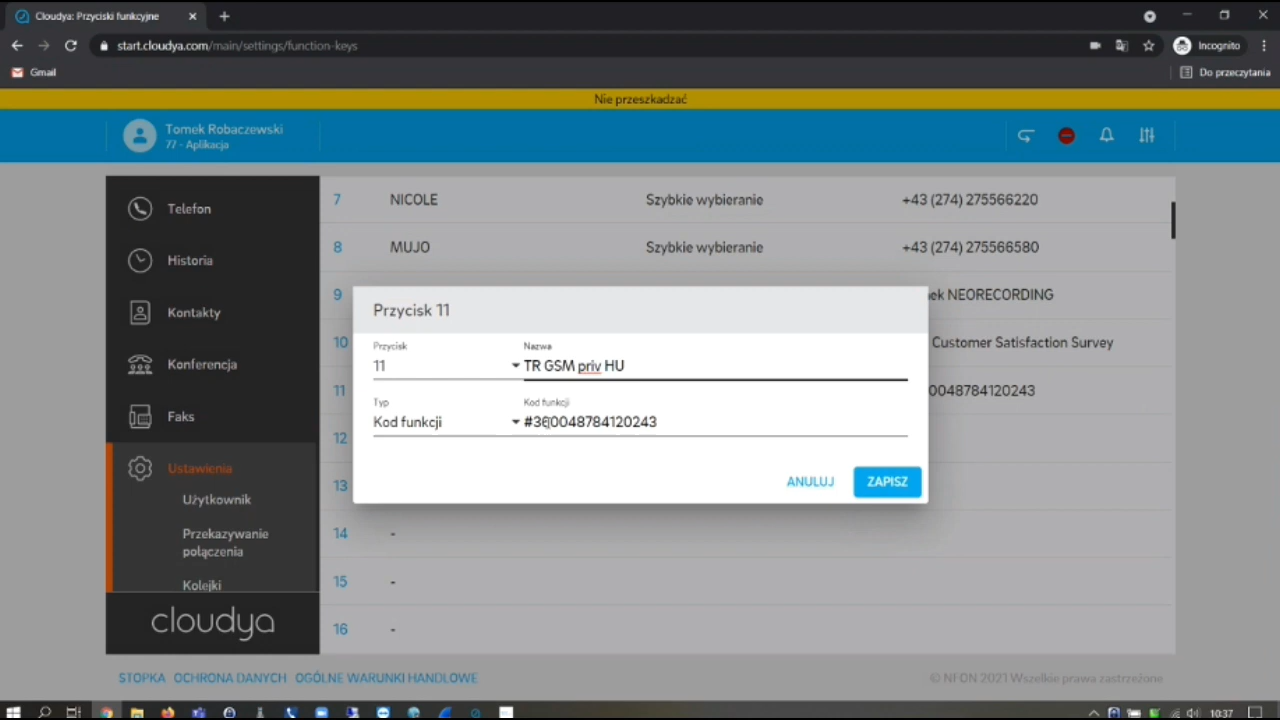 Cloudya: Przyciski funkcyjne
start.cloudya.com/main/settings/function-keys
Incognito
Gmail
Do przeczytania
Nie przeszkadzać
Tomek Robaczewski
77 - Aplikacja
Telefon
Historia
Kontakty
Konferencja
Faks
Ustawienia
Użytkownik
Przekazywanie
połączenia
Kolejki
cloudya
7 NICOLE Szybkie wybieranie +43 (274) 275566220
8 MUJO Szybkie wybieranie +43 (274) 275566580
9 NEORECORDING
10 Customer Satisfaction Survey
11 0048784120243
12
13
14 -
15 -
16 -
Przycisk 11
Przycisk Nazwa
11 TR GSM priv HU
Typ Kod funkcji
Kod funkcji #360048784120243
ANULUJ ZAPISZ
STOPKA OCHRONA DANYCH OGÓLNE WARUNKI HANDLOWE
© NFON 2021 Wszelkie prawa zastrzeżone
10:37